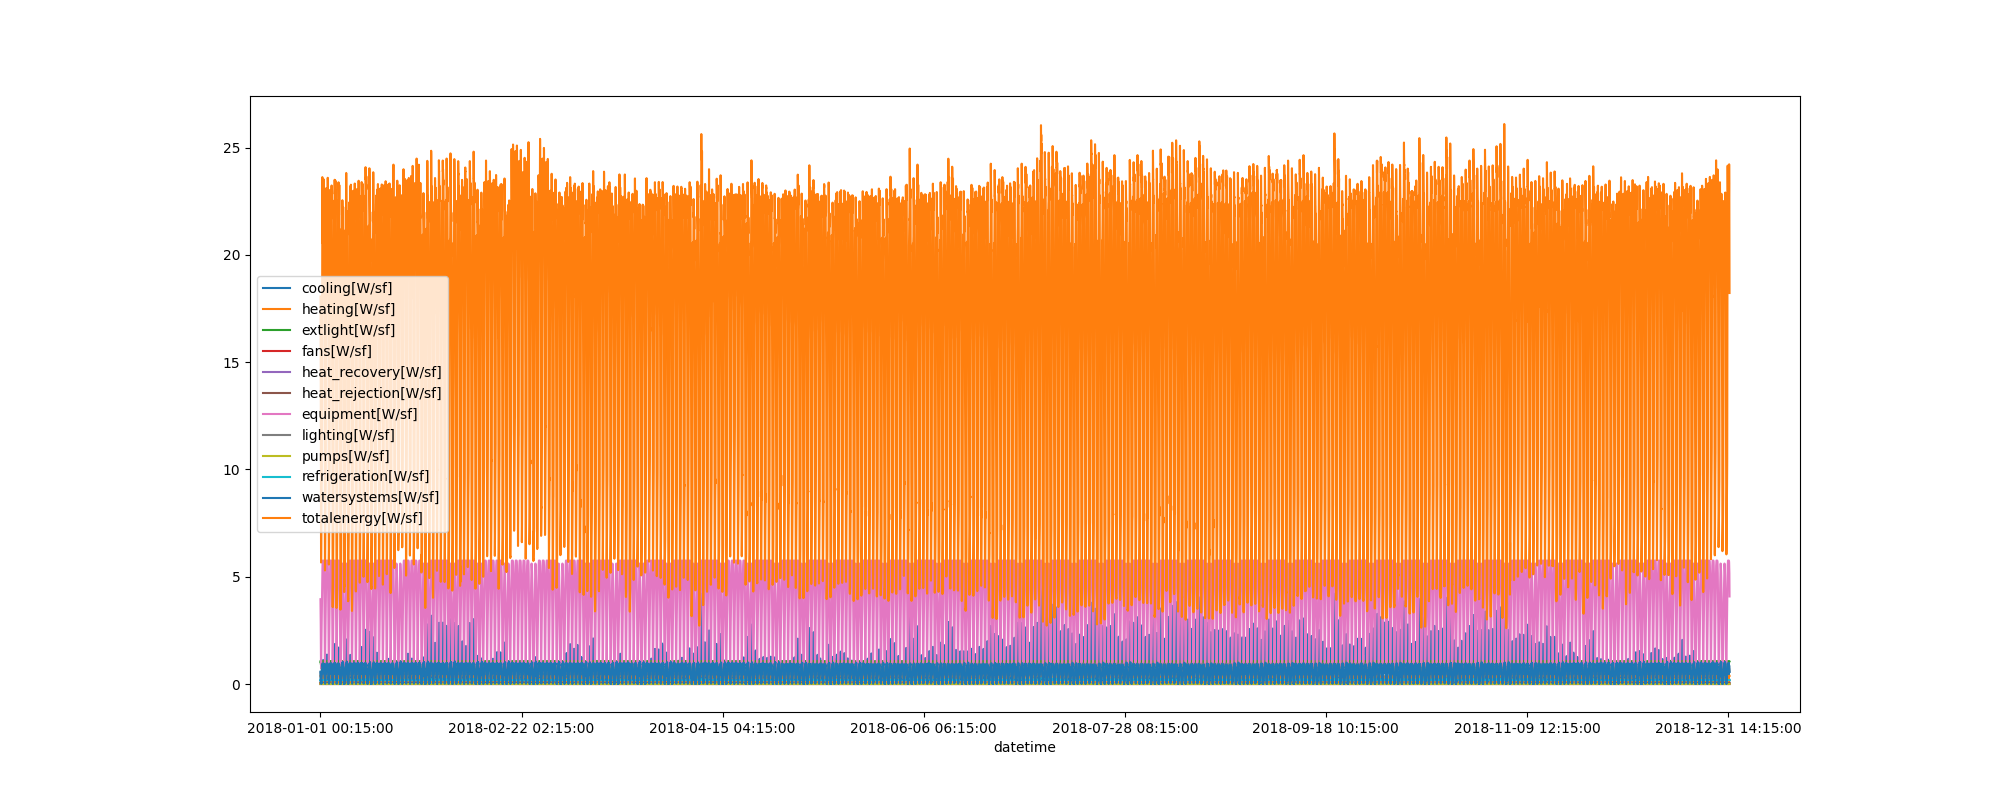 25
20
15
10
5
0
cooling[W/sf]
heating[W/sf]
extlight[W/sf]
fans[W/sf]
heat_recovery[W/sf]
heat_rejection[W/sf]
equipment[W/sf]
lighting[W/sf]
pumps[W/sf]
refrigeration[W/sf]
watersystems[W/sf]
totalenergy[W/sf]
2018-01-01 00:15:00 2018-02-22 02:15:00 2018-04-15 04:15:00 2018-06-06 06:15:00 2018-07-28 08:15:00 2018-09-18 10:15:00 2018-11-09 12:15:00 2018-12-31 14:15:00
datetime